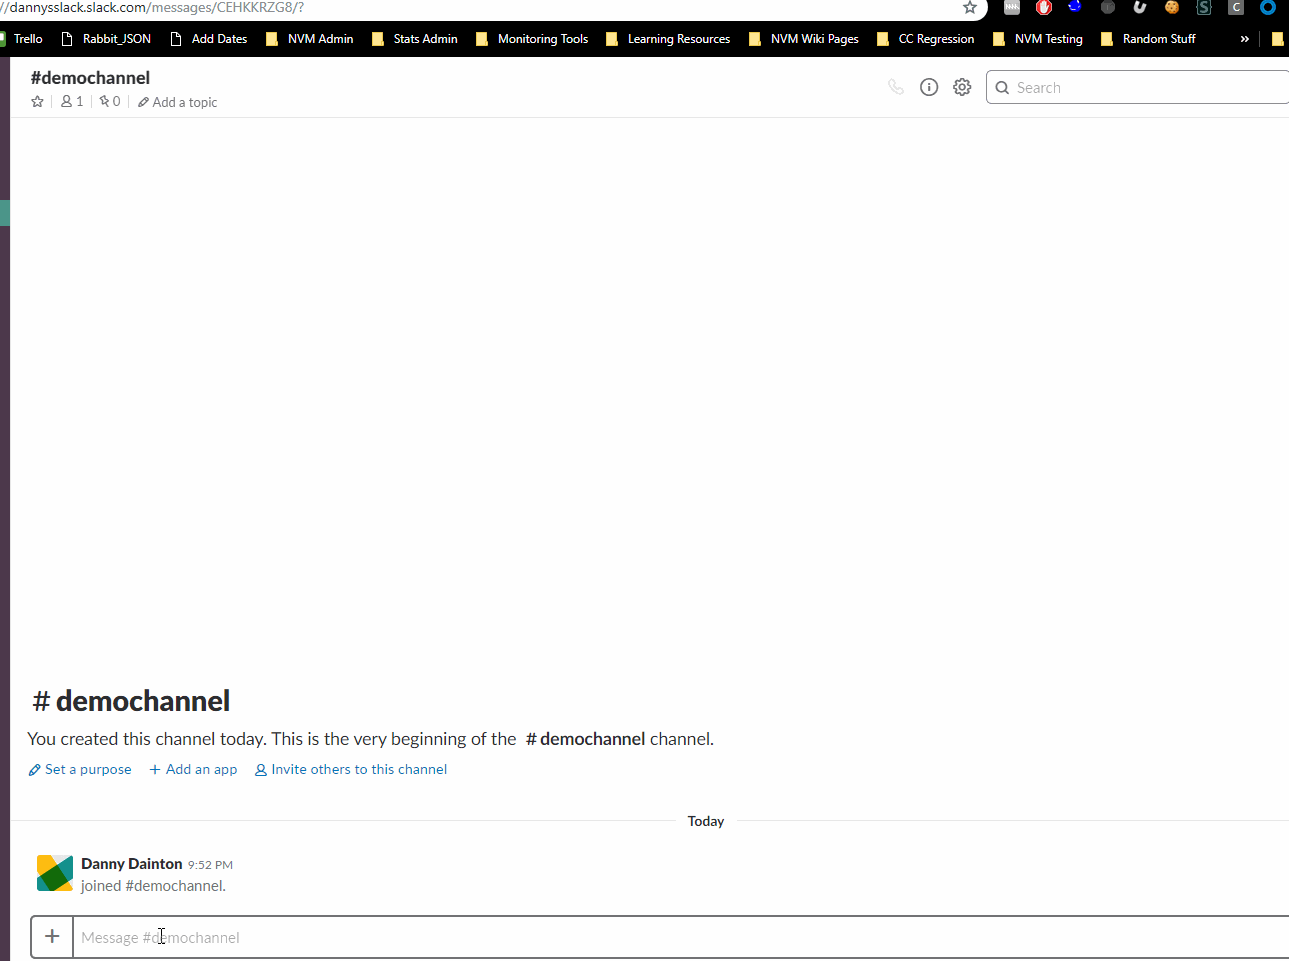 //dannysslack.slack.com/messages/CEHKKRZG8/?
Trello Rabbit_JSON Add Dates NVM Admin Stats Admin Monitoring Tools Learning Resources NVM Wiki Pages CC Regression NVM Testing Random Stuff »
#demochannel
1 0 Add a topic
Search
# demochannel
You created this channel today. This is the very beginning of the # demochannel channel.
Set a purpose + Add an app Invite others to this channel
Today
Danny Dainton 9:52 PM
joined #demochannel.
+ Message #demochannel